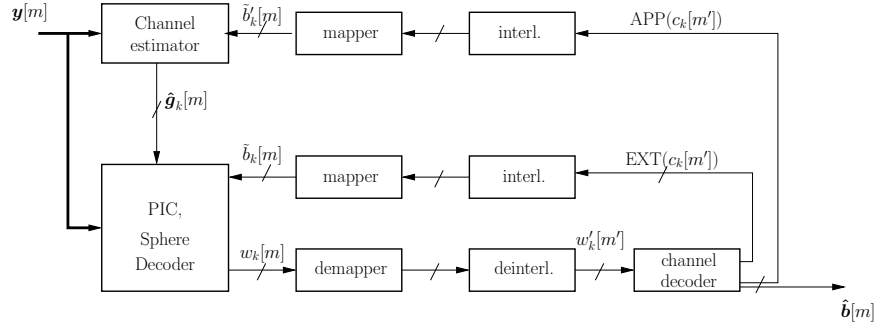 y[m]
Channel
estimator
b̃′ₖ[m]
mapper
interl.
APP(cₖ[m′])
ĝₖ[m]
b̃ₖ[m]
mapper
interl.
EXT(cₖ[m′])
PIC,
Sphere
Decoder
wₖ[m]
demapper
deinterl.
w′ₖ[m′]
channel
decoder
b̂[m]